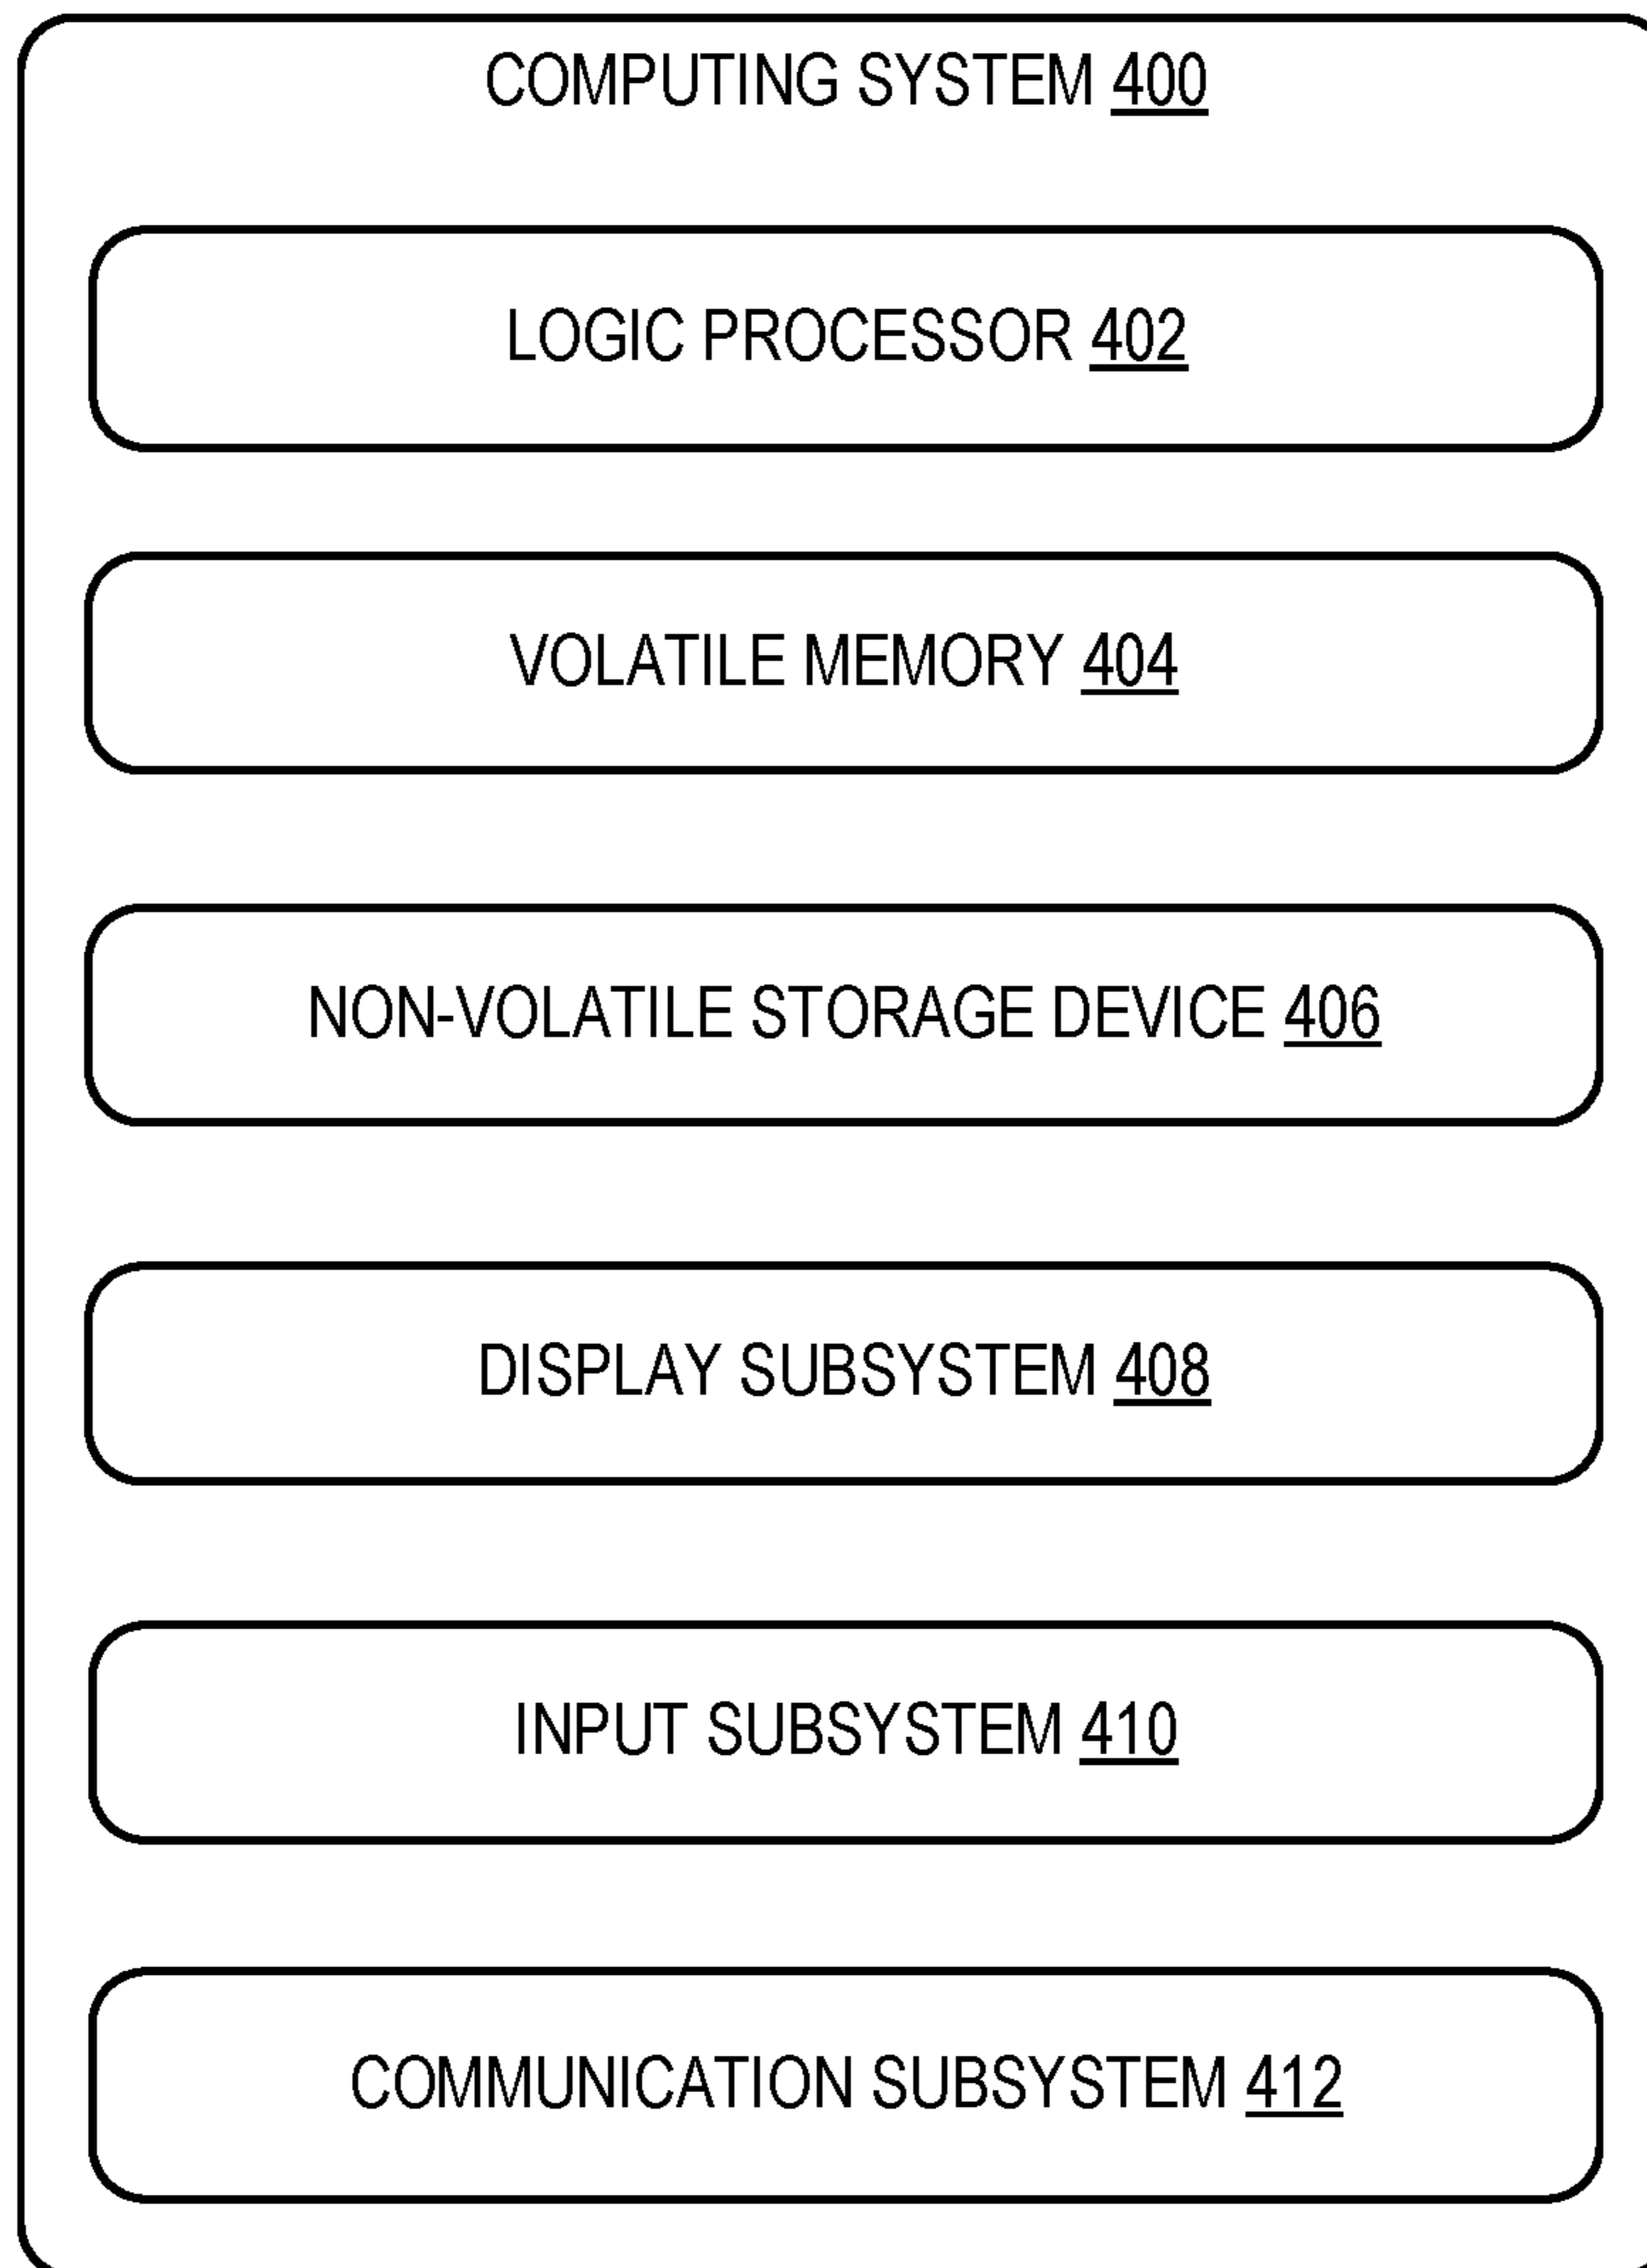 COMPUTING SYSTEM 400
LOGIC PROCESSOR 402
VOLATILE MEMORY 404
NON-VOLATILE STORAGE DEVICE 406
DISPLAY SUBSYSTEM 408
INPUT SUBSYSTEM 410
COMMUNICATION SUBSYSTEM 412